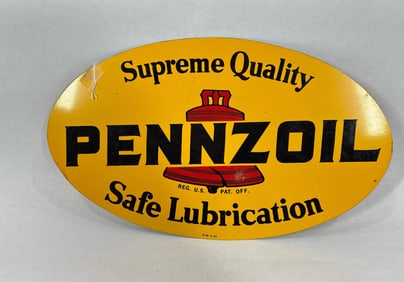 Supreme Quality
PENNZOIL
REG. U.S. PAT. OFF.
Safe Lubrication